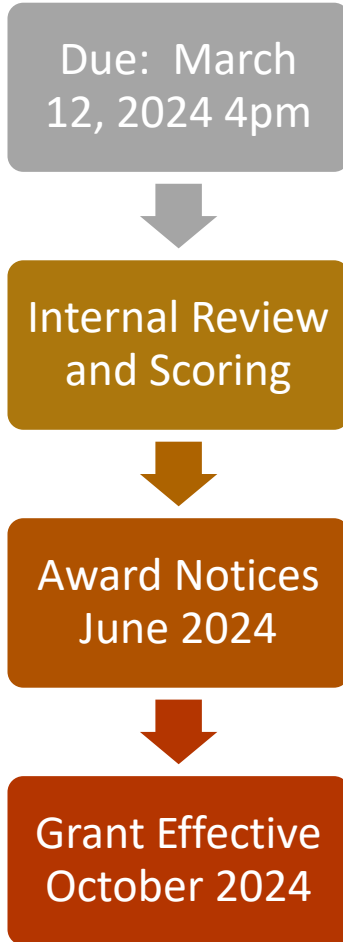 Due:  March
12, 2024 4pm
Internal Review
and Scoring
Award Notices
June 2024
Grant Effective
October 2024